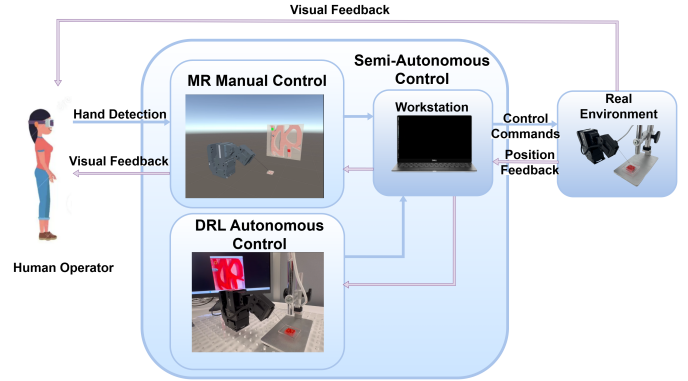 Visual Feedback
Semi-Autonomous
Control
MR Manual Control
Hand Detection
Visual Feedback
Workstation
Control
Commands
Position
Feedback
Real
Environment
DRL Autonomous
Control
Human Operator